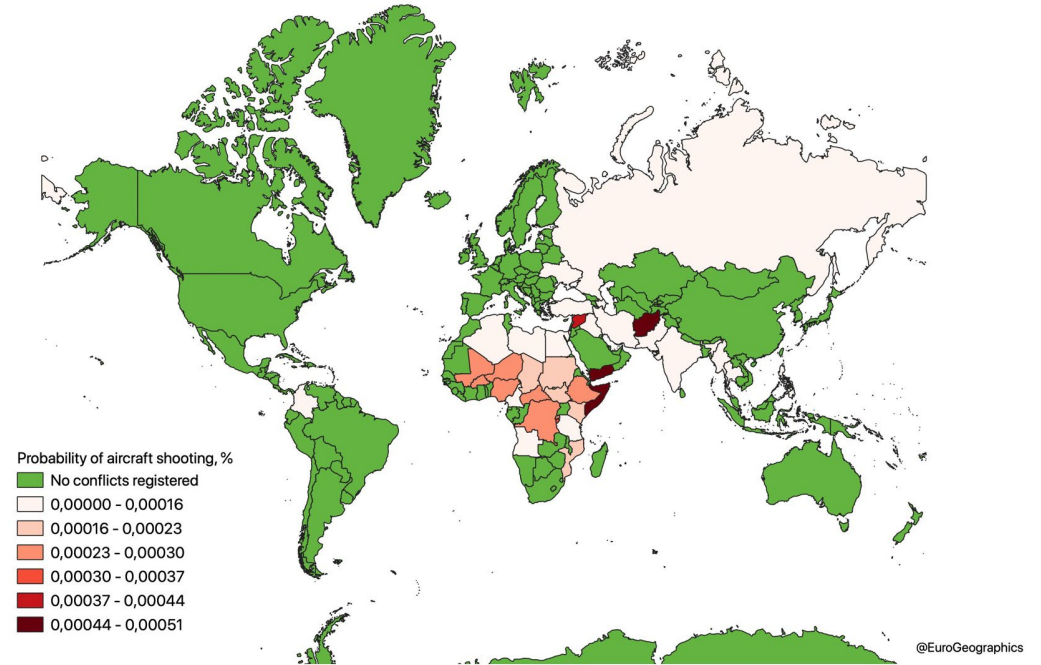 Probability of aircraft shooting, %
No conflicts registered
0,00000 - 0,00016
0,00016 - 0,00023
0,00023 - 0,00030
0,00030 - 0,00037
0,00037 - 0,00044
0,00044 - 0,00051
@EuroGeographics